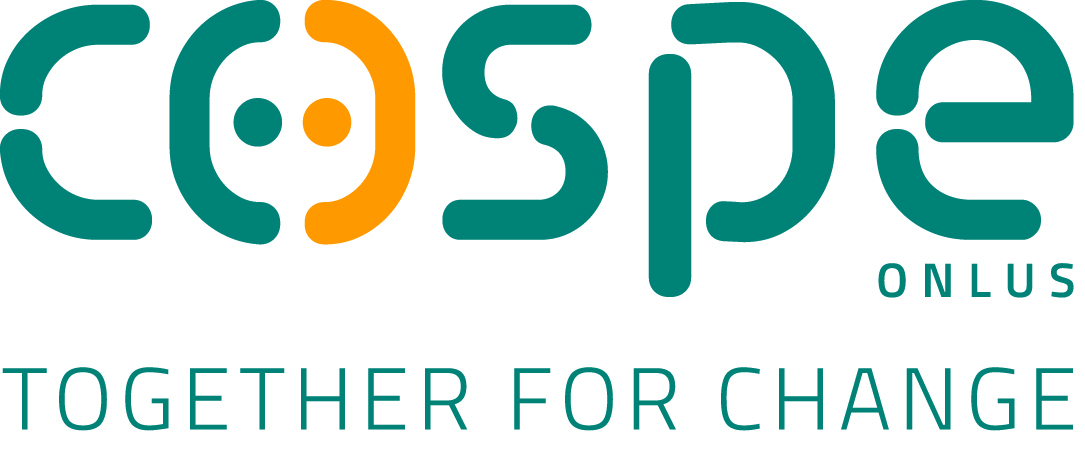 cospe
ONLUS
TOGETHER FOR CHANGE